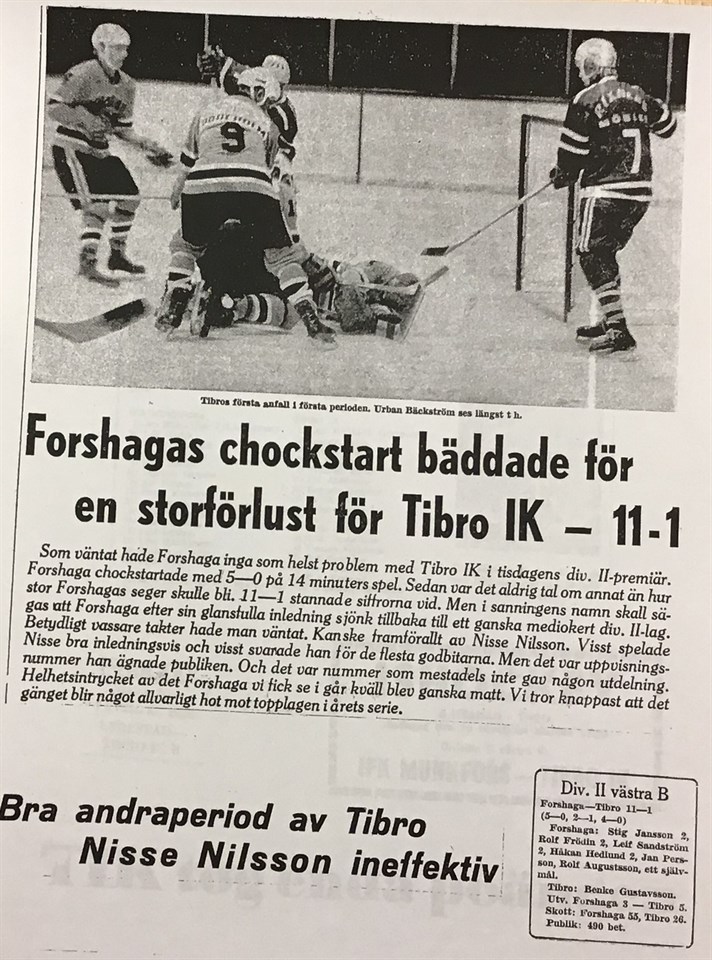 9
7
Tibros första anfall i första perioden. Urban Bäckström ses längst t h.
Forshagas chockstart bäddade för
en storförlust för Tibro IK – 11-1
Som väntat hade Forshaga inga som helst problem med Tibro IK i tisdagens div. II-premiär.
Forshaga chockstartade med 5—0 på 14 minuters spel. Sedan var det aldrig tal om annat än hur
stor Forshagas seger skulle bli. 11—1 stannade siffrorna vid. Men i sanningens namn skall sä-
gas att Forshaga efter sin glansfulla inledning sjönk tillbaka till ett ganska mediokert div. II-lag.
Betydligt vassare takter hade man väntat. Kanske framförallt av Nisse Nilsson. Visst spelade
Nisse bra inledningsvis och visst svarade han för de flesta godbitarna. Men det var uppvisnings-
nummer han ägnade publiken. Och det var nummer som mestadels inte gav någon utdelning.
Helhetsintrycket av det Forshaga vi fick se i går kväll blev ganska matt. Vi tror knappast att det
gänget blir något allvarligt hot mot topplagen i årets serie.
Bra andraperiod av Tibro
Nisse Nilsson ineffektiv
Div. II västra B
Forshaga—Tibro 11—1
(5—0, 2—1, 4—0)
Forshaga: Stig Jansson 2,
Rolf Frödin 2, Leif Sandström
2, Håkan Hedlund 2, Jan Pers-
son, Rolf Augustsson, ett själv-
mål.
Tibro: Benke Gustavsson.
Utv. Forshaga 3 — Tibro 5.
Skott: Forshaga 55, Tibro 26.
Publik: 490 bet.